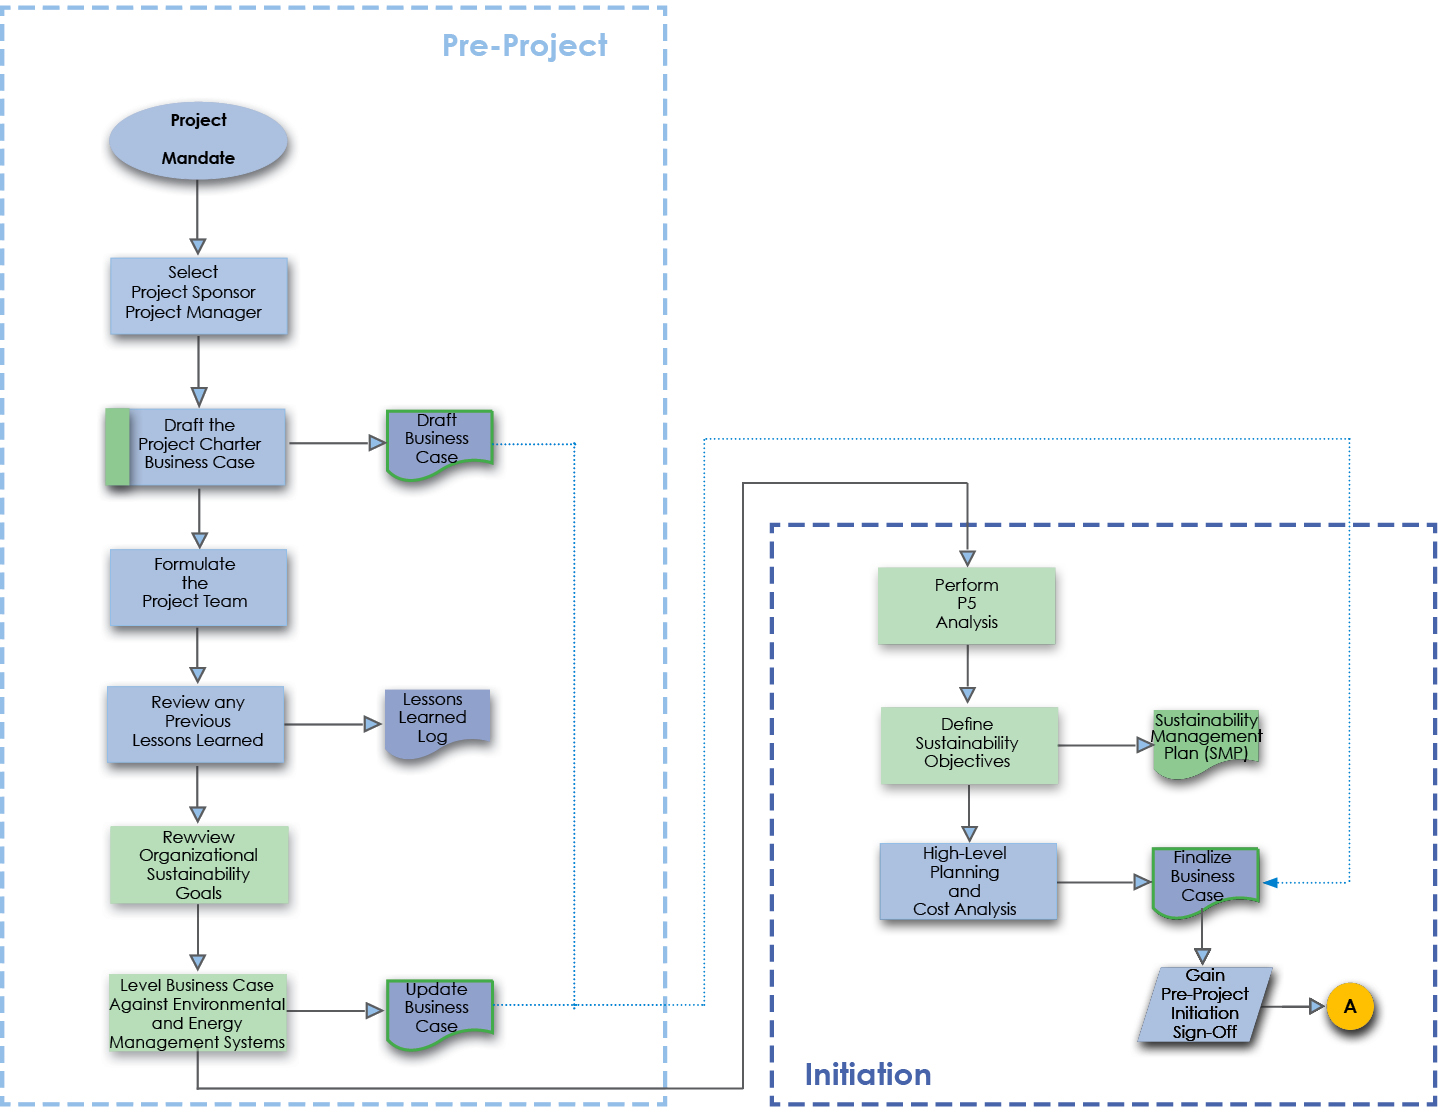 Pre-Project
Project
Mandate
Select
Project Sponsor
Project Manager
Draft the
Project Charter
Business Case
Draft
Business
Case
Formulate
the
Project Team
Review any
Previous
Lessons Learned
Lessons
Learned
Log
Rewview
Organizational
Sustainability
Goals
Level Business Case
Against Environmental
and Energy
Management Systems
Update
Business
Case
Perform
P5
Analysis
Define
Sustainability
Objectives
Sustainability
Management
Plan (SMP)
High-Level
Planning
and
Cost Analysis
Finalize
Business
Case
Gain
Pre-Project
Initiation
Sign-Off
A
Initiation